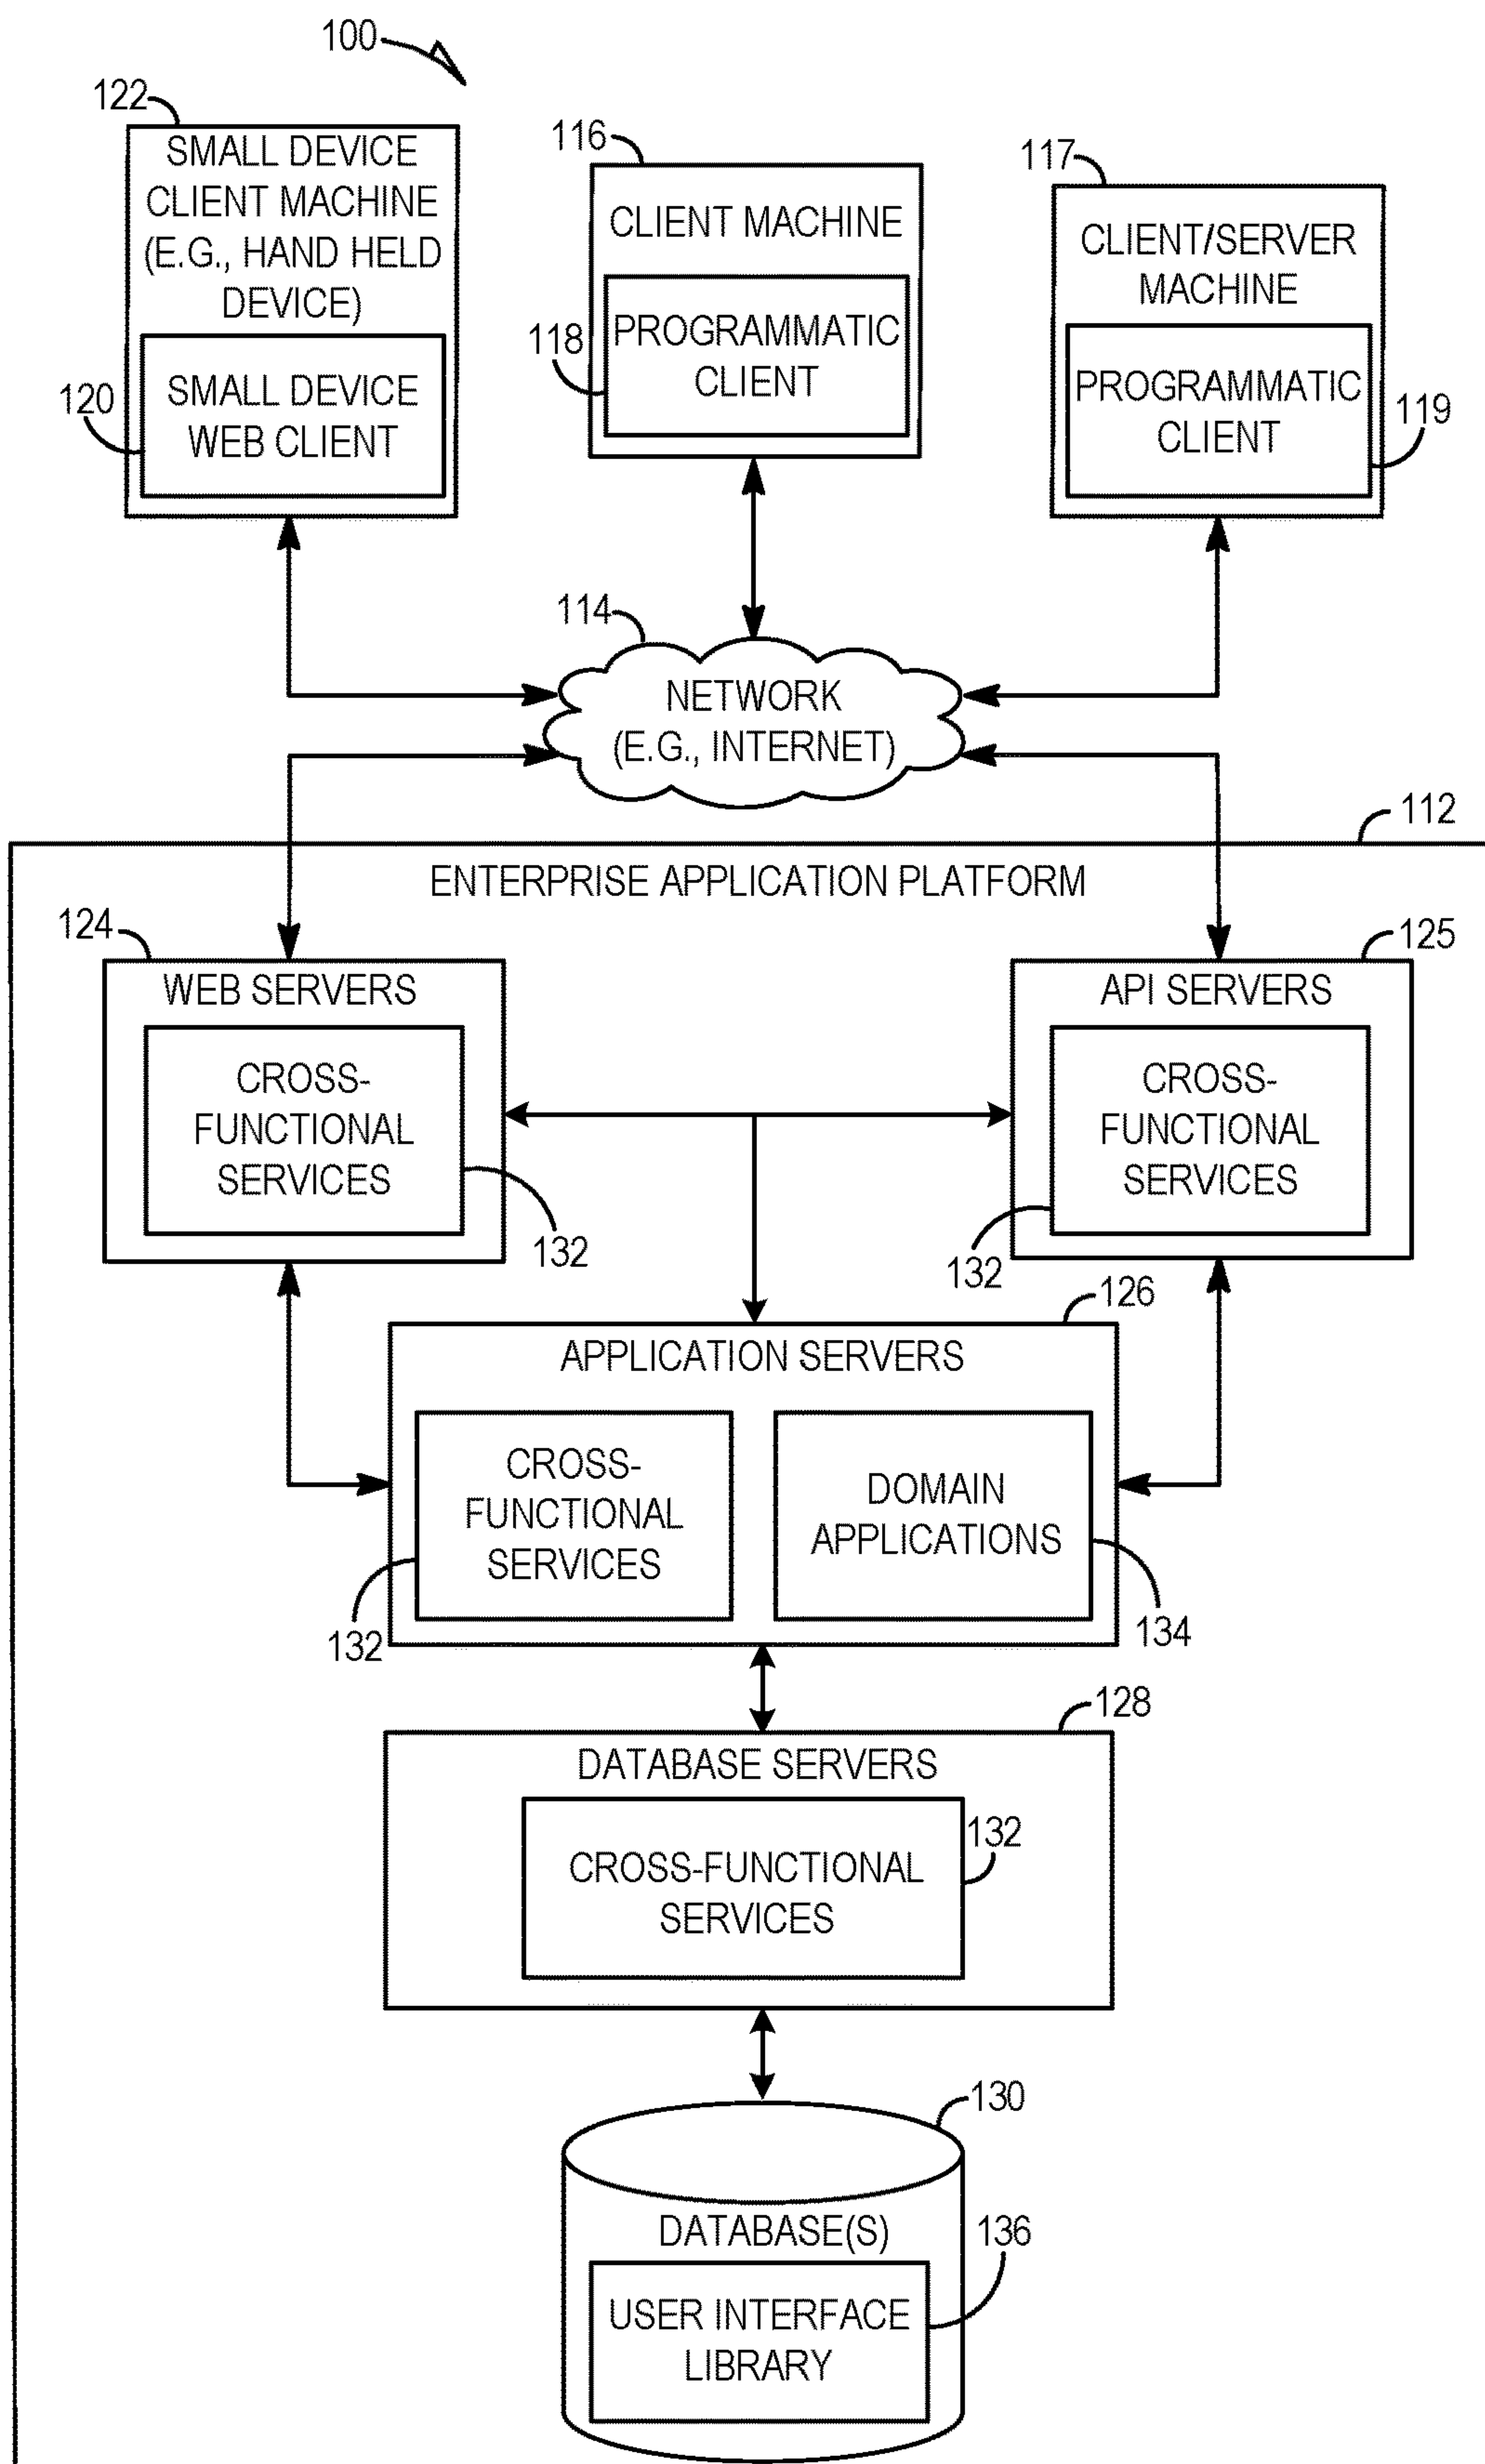 100
122
SMALL DEVICE
CLIENT MACHINE
(E.G., HAND HELD
DEVICE)
120
SMALL DEVICE
WEB CLIENT
116
CLIENT MACHINE
118
PROGRAMMATIC
CLIENT
117
CLIENT/SERVER
MACHINE
PROGRAMMATIC
CLIENT
119
114
NETWORK
(E.G., INTERNET)
112
ENTERPRISE APPLICATION PLATFORM
124
WEB SERVERS
CROSS-
FUNCTIONAL
SERVICES
132
125
API SERVERS
CROSS-
FUNCTIONAL
SERVICES
132
126
APPLICATION SERVERS
CROSS-
FUNCTIONAL
SERVICES
132
DOMAIN
APPLICATIONS
134
128
DATABASE SERVERS
132
CROSS-FUNCTIONAL
SERVICES
130
DATABASE(S)
136
USER INTERFACE
LIBRARY